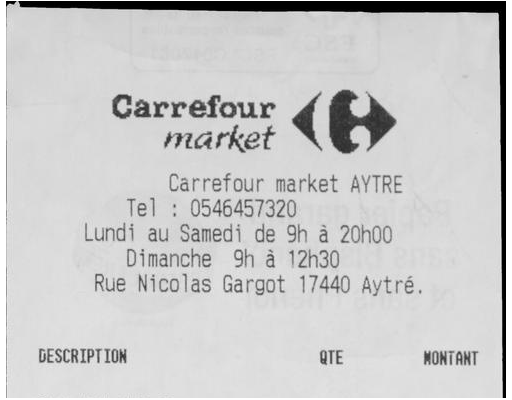 Carrefour
market
Carrefour market AYTRE
Tel : 0546457320
Lundi au Samedi de 9h à 20h00
Dimanche 9h à 12h30
Rue Nicolas Gargot 17440 Aytré.
DESCRIPTION QTE MONTANT